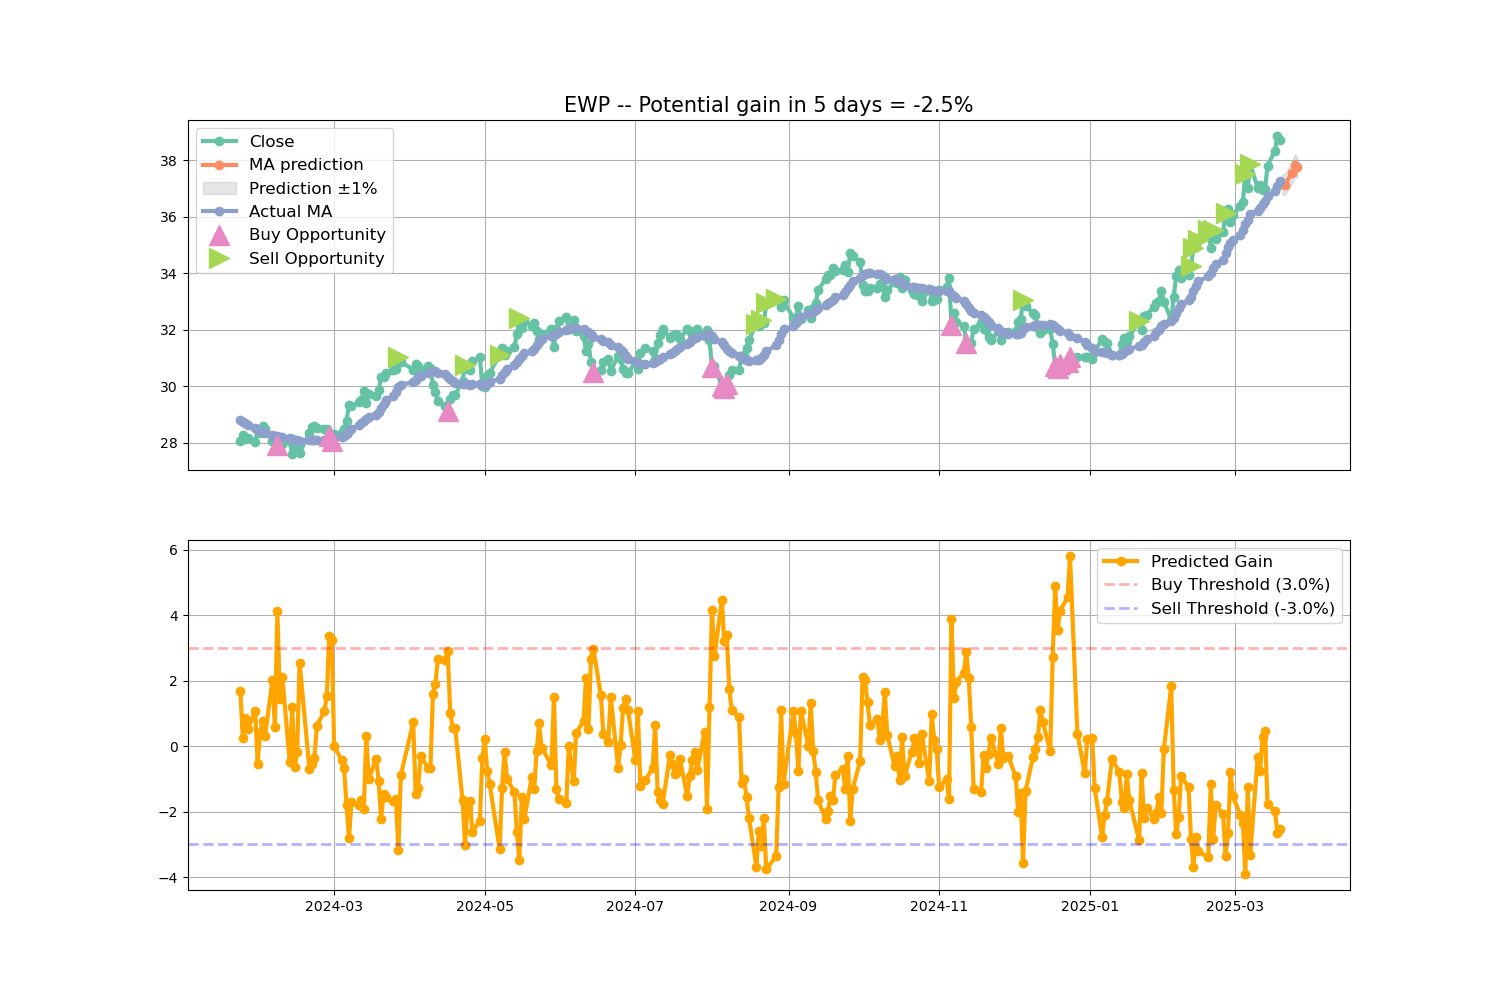 EWP -- Potential gain in 5 days = -2.5%
Close
MA prediction
Prediction ±1%
Actual MA
Buy Opportunity
Sell Opportunity
38
36
34
32
30
28
Predicted Gain
Buy Threshold (3.0%)
Sell Threshold (-3.0%)
6
4
2
0
−2
−4
2024-03 2024-05 2024-07 2024-09 2024-11 2025-01 2025-03